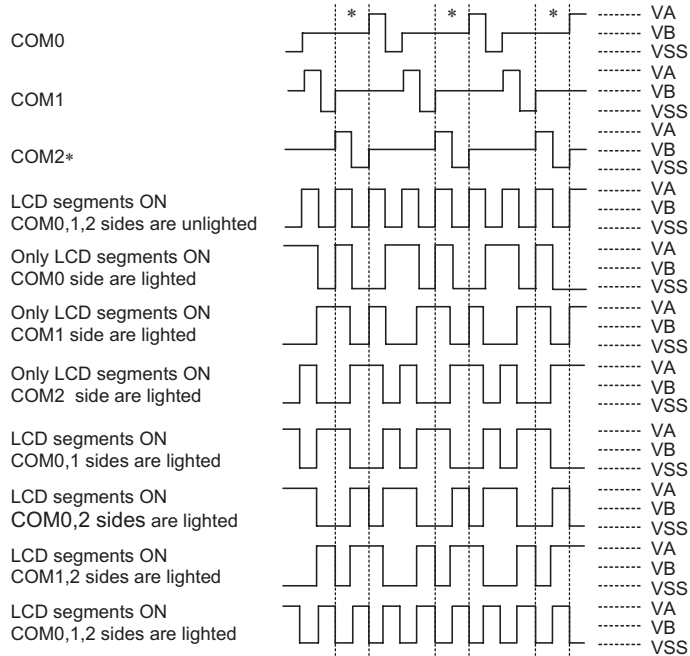 * * *
COM0
VA
VB
VSS
COM1
VA
VB
VSS
COM2*
VA
VB
VSS
LCD segments ON
COM0,1,2 sides are unlighted
VA
VB
VSS
Only LCD segments ON
COM0 side are lighted
VA
VB
VSS
Only LCD segments ON
COM1 side are lighted
VA
VB
VSS
Only LCD segments ON
COM2 side are lighted
VA
VB
VSS
LCD segments ON
COM0,1 sides are lighted
VA
VB
VSS
LCD segments ON
COM0,2 sides are lighted
VA
VB
VSS
LCD segments ON
COM1,2 sides are lighted
VA
VB
VSS
LCD segments ON
COM0,1,2 sides are lighted
VA
VB
VSS